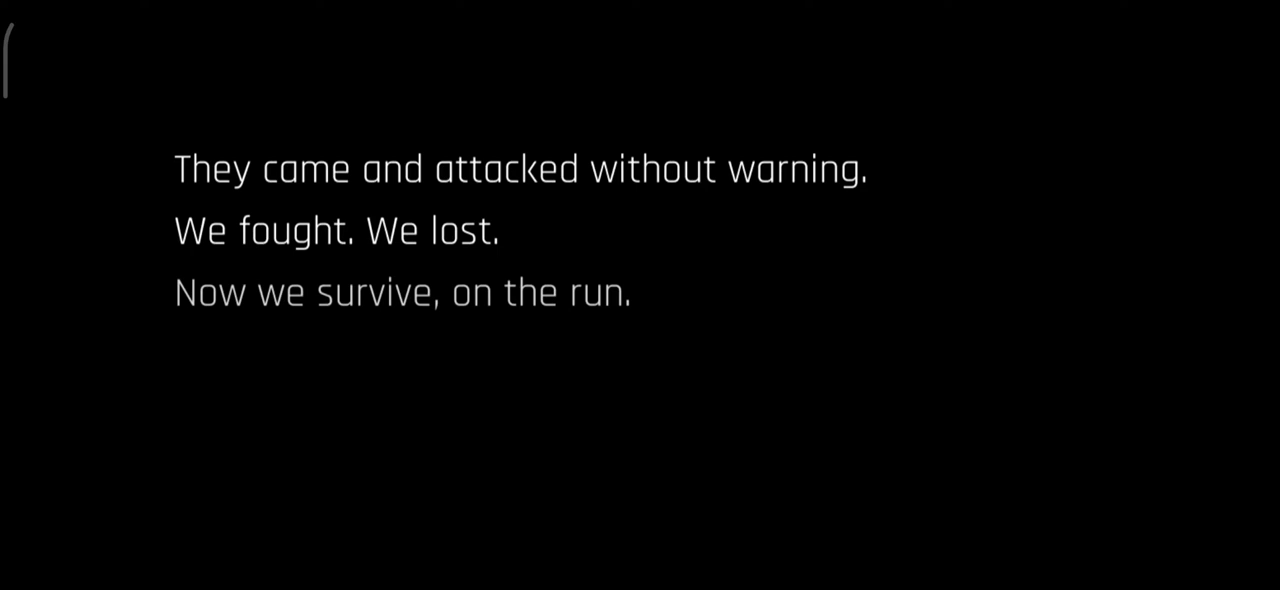 They came and attacked without warning.
We fought. We lost.
Now we survive, on the run.